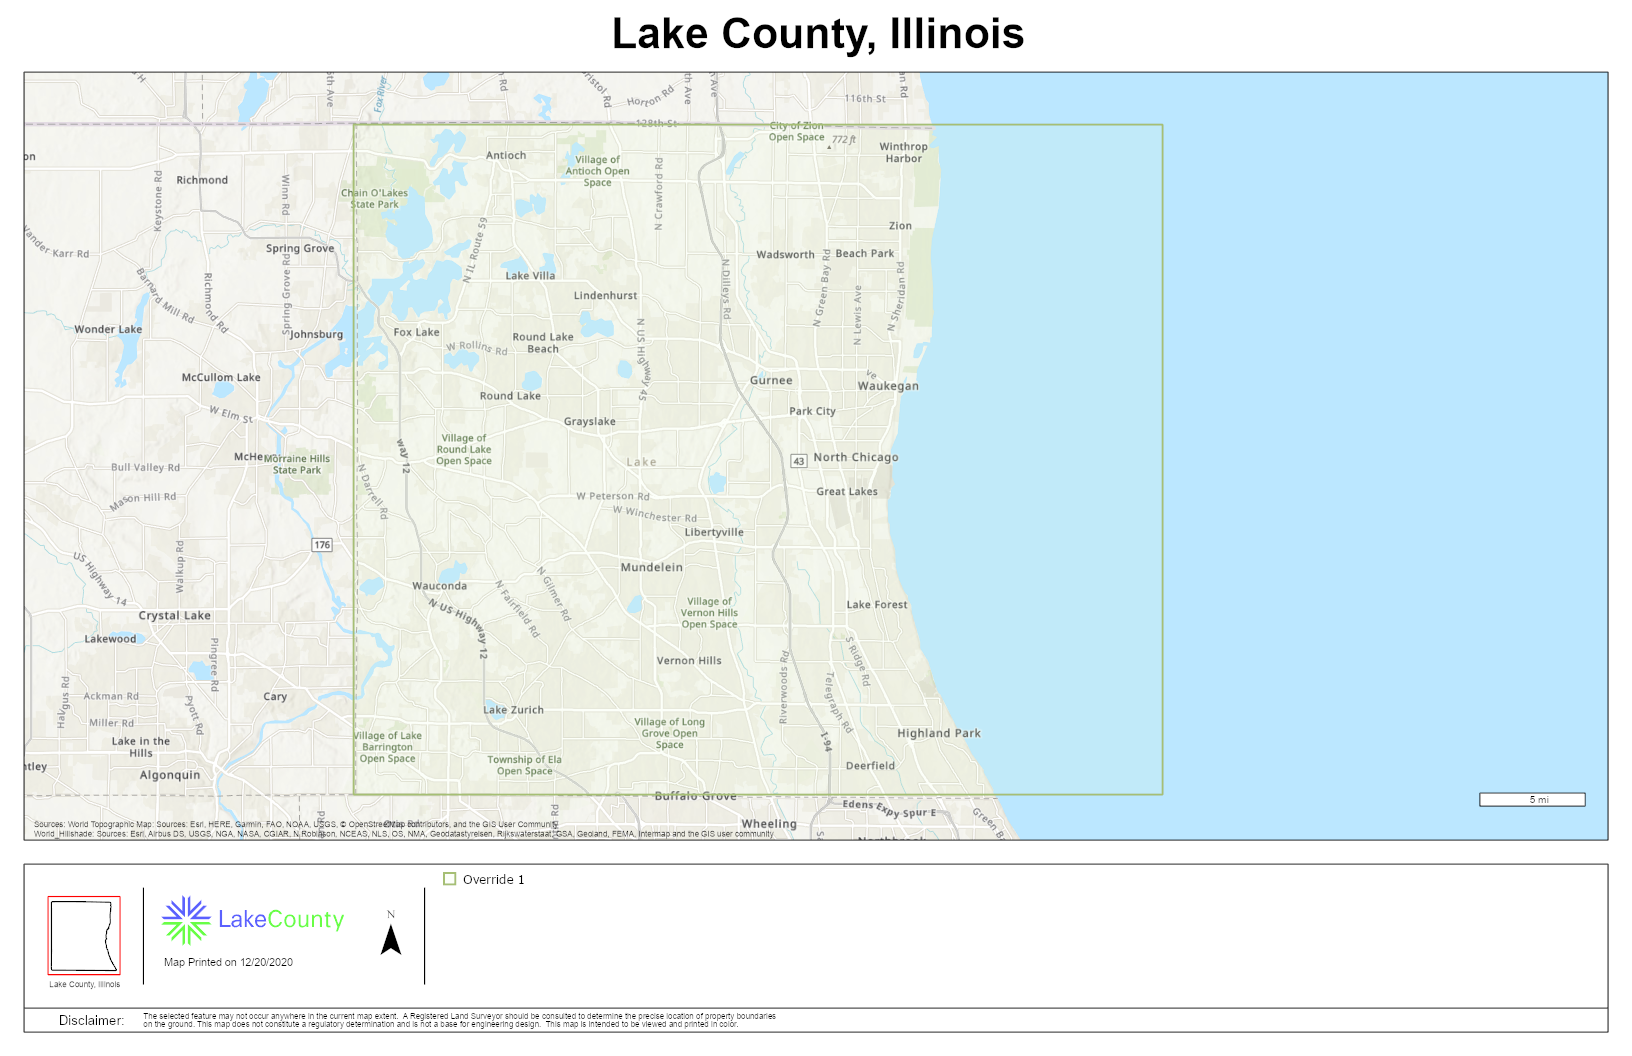 Lake County, Illinois
Horton Rd
116th St
Fox River
128th St
City of Zion
Open Space
772 ft
Antioch
Winthrop
Harbor
Village of
Antioch Open
Space
Richmond
Chain O'Lakes
State Park
Keystone Rd
Winn Rd
N Crawford Rd
Zion
Vander Karr Rd
Spring Grove
N IL Route 59
Wadsworth
Beach Park
Lake Villa
Lindenhurst
Barnard Mill Rd
Richmond Rd
Spring Grove Rd
N Dilleys Rd
N Green Bay Rd
N Lewis Ave
N Sheridan Rd
Wonder Lake
Johnsburg
Fox Lake
Round Lake
Beach
W Rollins Rd
N US Highway 45
McCullom Lake
Gurnee
Waukegan
Round Lake
W Elm St
Grayslake
Park City
Village of
Round Lake
Open Space
way 12
McHe
Morraine Hills
State Park
Lake
43
North Chicago
Bull Valley Rd
Mason Hill Rd
N Darrell Rd
W Peterson Rd
Great Lakes
W Winchester Rd
Libertyville
176
US Highway 14
Walkup Rd
Mundelein
Wauconda
N Gilmer Rd
N Fairfield Rd
N US Highway 12
Village of
Vernon Hills
Open Space
Lake Forest
Crystal Lake
Lakewood
Pingree Rd
Vernon Hills
Riverwoods Rd
S Ridge Rd
Telegraph Rd
Haligus Rd
Ackman Rd
Cary
Pyott Rd
Lake Zurich
Miller Rd
Village of Lake
Barrington
Open Space
Village of Long
Grove Open
Space
I-94
Highland Park
Lake in the
Hills
Township of Ela
Open Space
Deerfield
ntley
Algonquin
Buffalo Grove
Edens Expy Spur E
5 mi
Wheeling
Sources: World Topographic Map: Sources: Esri, HERE, Garmin, FAO, NOAA, USGS, © OpenStreetMap contributors, and the GIS User Community
World_Hillshade: Sources: Esri, Airbus DS, USGS, NGA, NASA, CGIAR, N Robinson, NCEAS, NLS, OS, NMA, Geodatastyrelsen, Rijkswaterstaat, GSA, Geoland, FEMA, Intermap and the GIS user community
Override 1
LakeCounty
N
Map Printed on 12/20/2020
Lake County, Illinois
Disclaimer:
The selected feature may not occur anywhere in the current map extent. A Registered Land Surveyor should be consulted to determine the precise location of property boundaries
on the ground. This map does not constitute a regulatory determination and is not a base for engineering design. This map is intended to be viewed and printed in color.